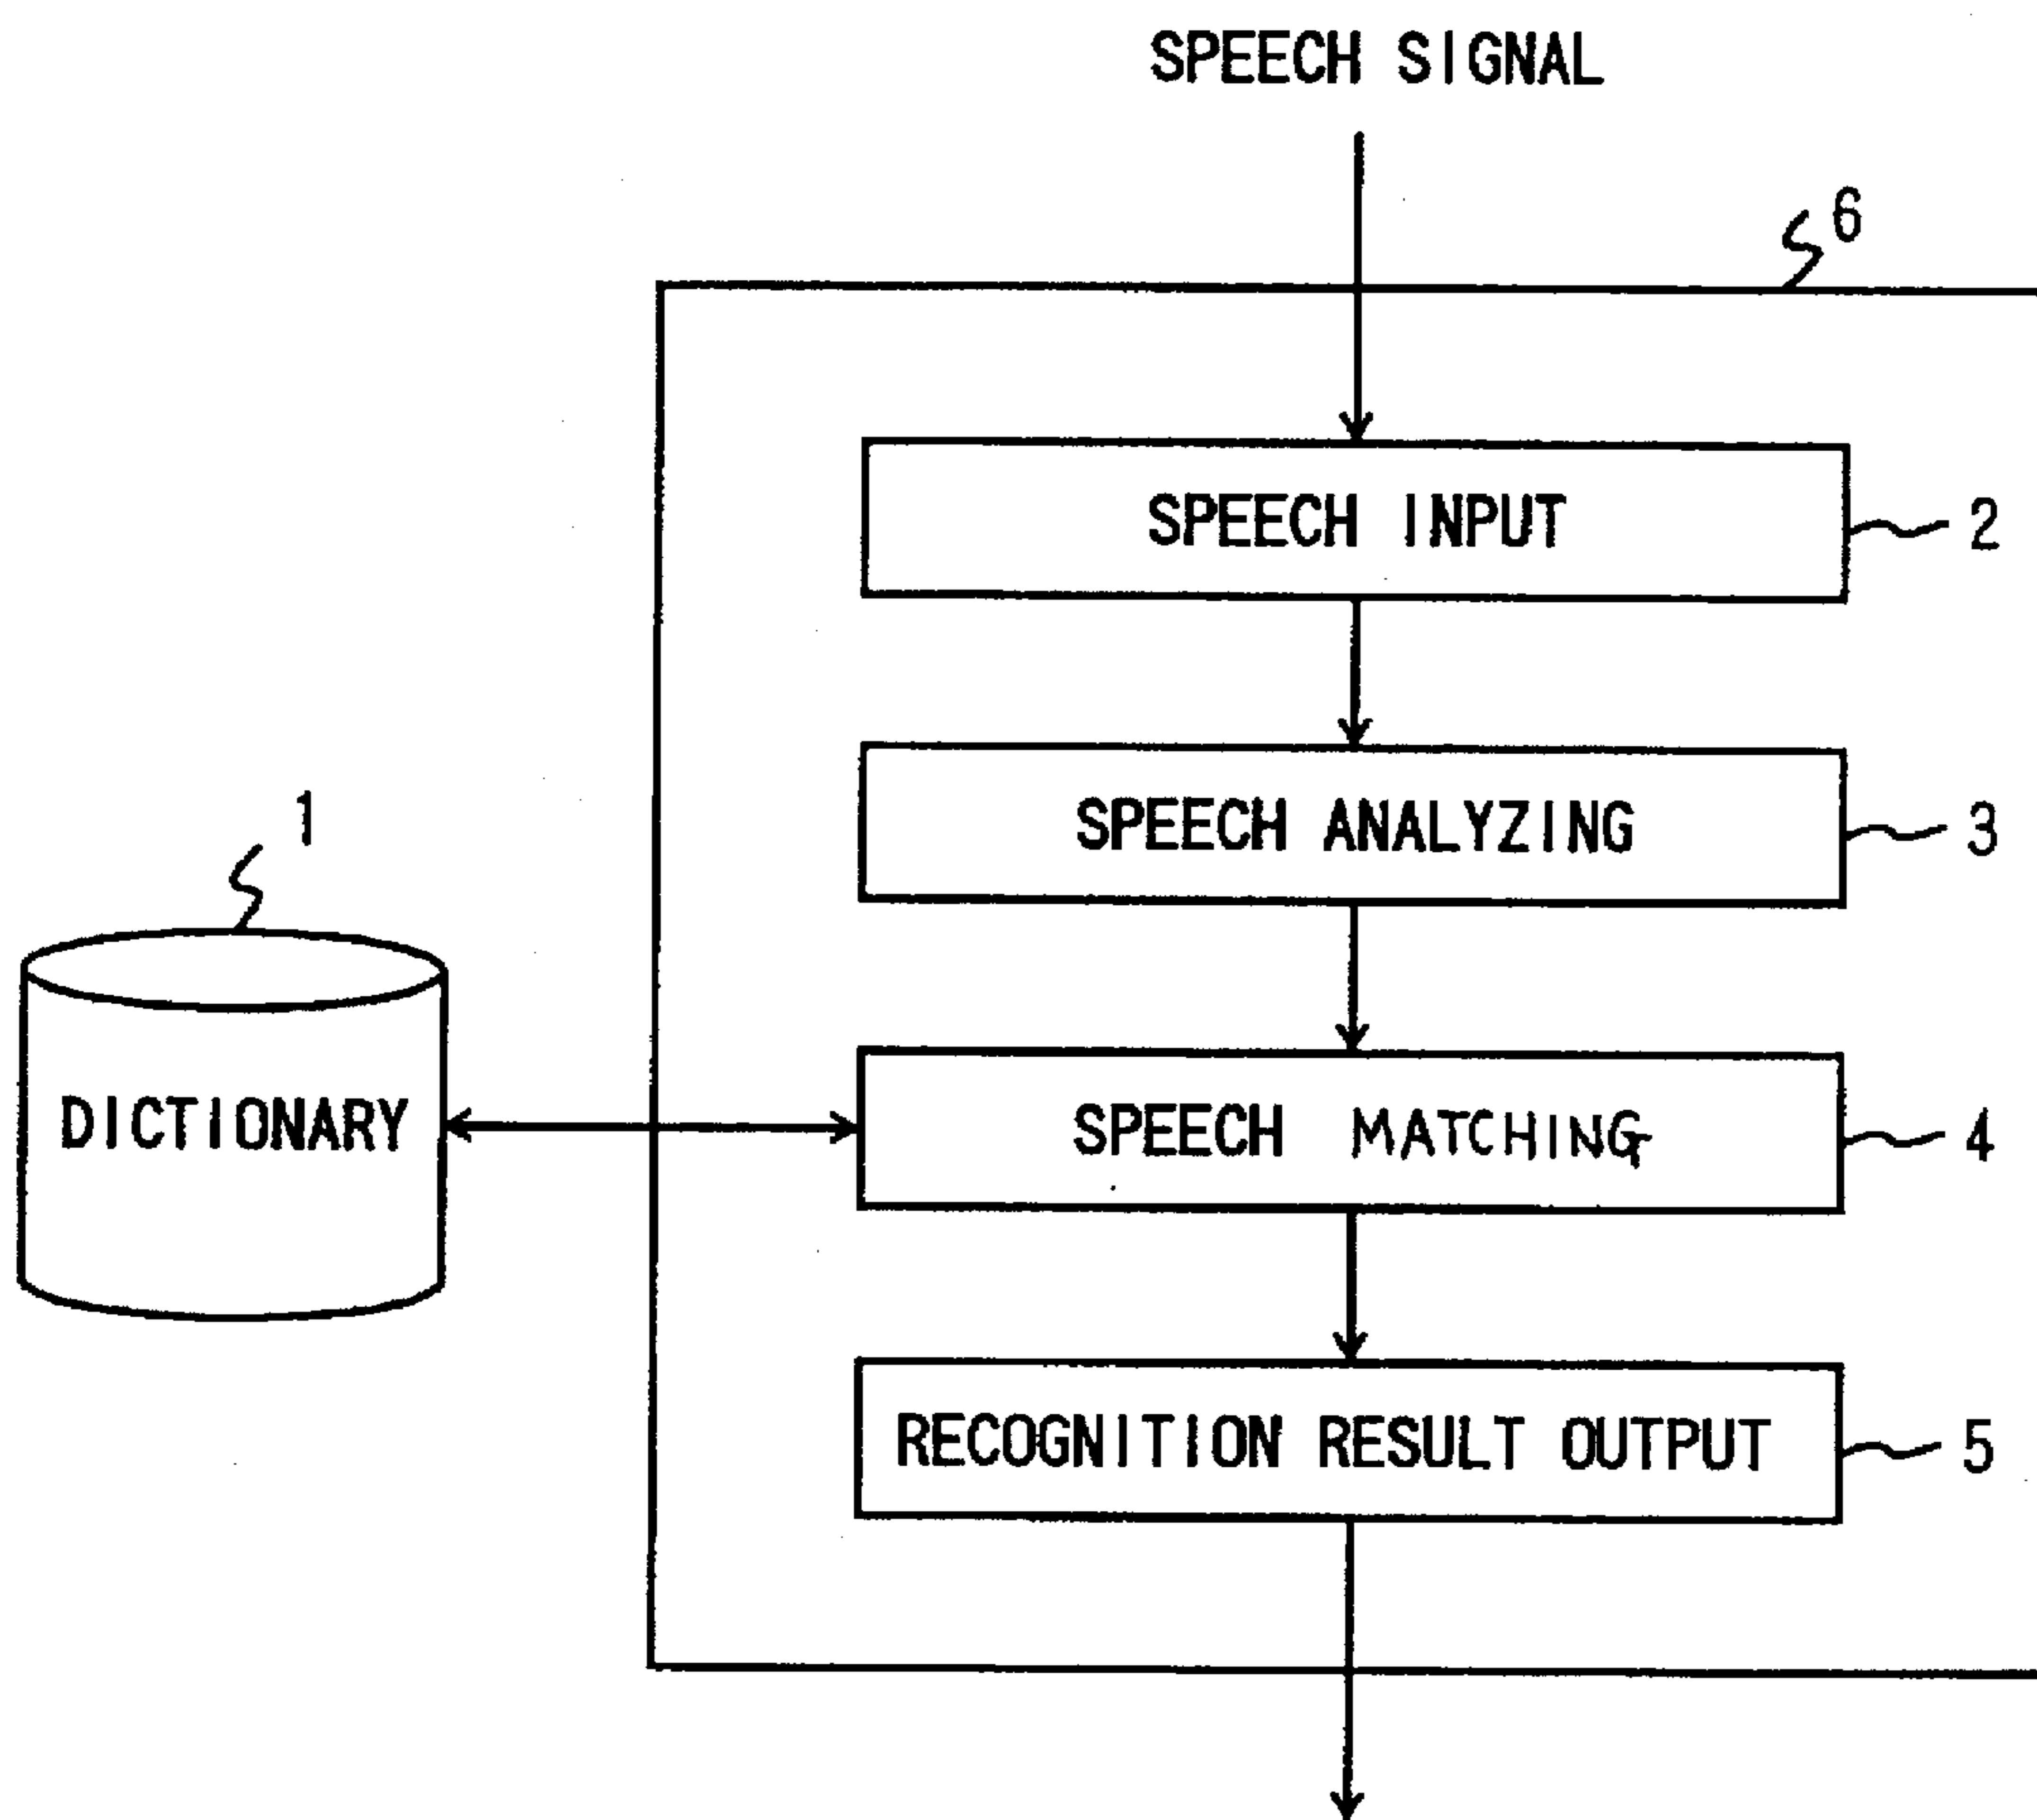 SPEECH SIGNAL
6
SPEECH INPUT
2
SPEECH ANALYZING
3
1
DICTIONARY
SPEECH MATCHING
4
RECOGNITION RESULT OUTPUT
5